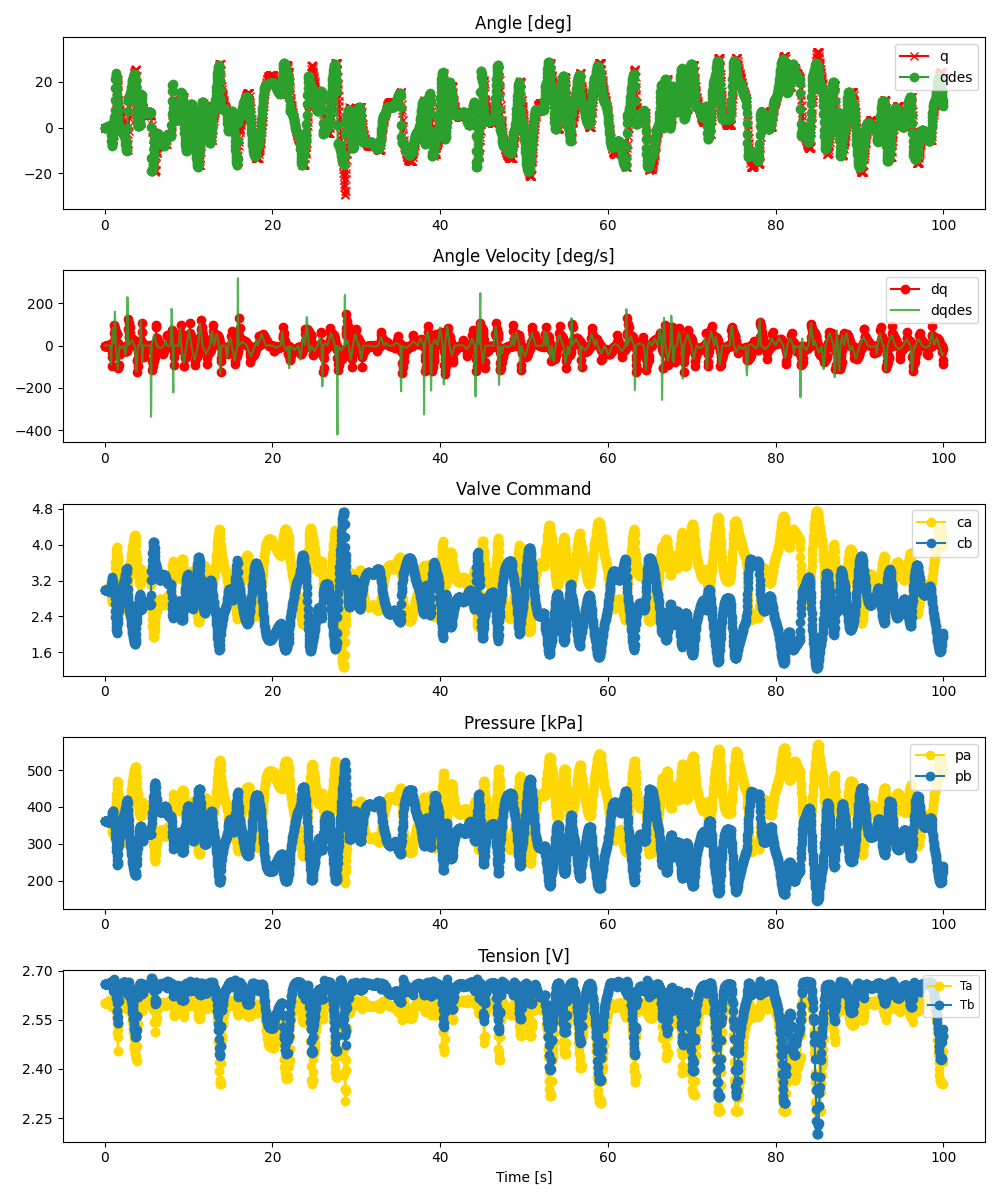 Angle [deg]
20
0
−20
q
qdes
0 20 40 60 80 100
Angle Velocity [deg/s]
200
0
−200
−400
dq
dqdes
0 20 40 60 80 100
Valve Command
4.8
4.0
3.2
2.4
1.6
ca
cb
0 20 40 60 80 100
Pressure [kPa]
500
400
300
200
pa
pb
0 20 40 60 80 100
Tension [V]
2.70
2.55
2.40
2.25
Ta
Tb
0 20 40 60 80 100
Time [s]